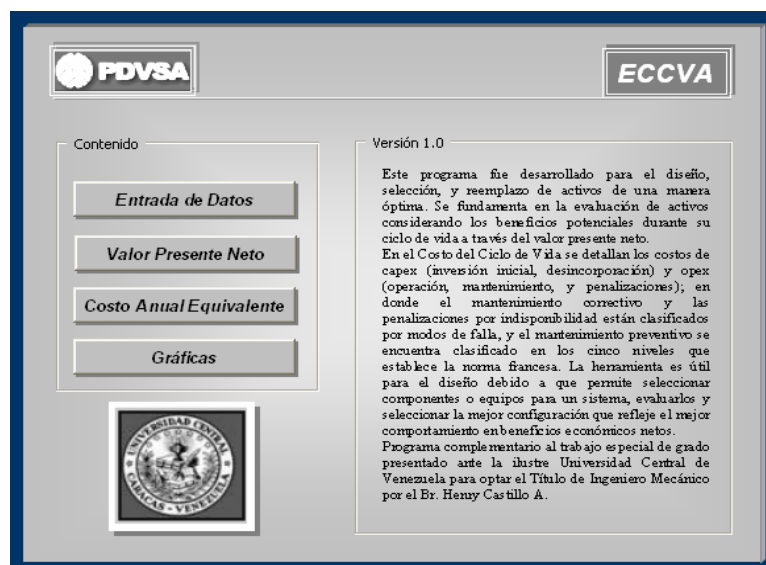 PDVSA
ECCVA
Contenido
Entrada de Datos
Valor Presente Neto
Costo Anual Equivalente
Gráficas
UNIVERSIDAD CENTRAL
CARACAS - VENEZUELA
Versión 1.0
Este programa fue desarrollado para el diseño,
selección, y reemplazo de activos de una manera
óptima. Se fundamenta en la evaluación de activos
considerando los beneficios potenciales durante su
ciclo de vida a través del valor presente neto.
En el Costo del Ciclo de Vida se detallan los costos de
capex (inversión inicial, desincorporación) y opex
(operación, mantenimiento, y penalizaciones); en
donde el mantenimiento correctivo y las
penalizaciones por indisponibilidad están clasificados
por modos de falla, y el mantenimiento preventivo se
encuentra clasificado en los cinco niveles que
establece la norma francesa. La herramienta es útil
para el diseño debido a que permite seleccionar
componentes o equipos para un sistema, evaluarlos y
seleccionar la mejor configuración que refleje el mejor
comportamiento en beneficios económicos netos.
Programa complementario al trabajo especial de grado
presentado ante la ilustre Universidad Central de
Venezuela para optar el Título de Ingeniero Mecánico
por el Br. Henry Castillo A.